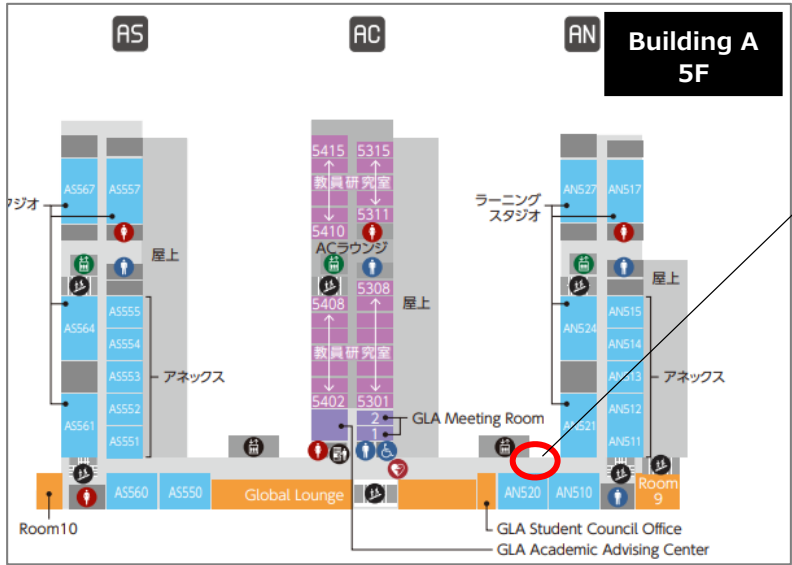 AS
AC
AN
Building A
5F
5415
5315
AS567
AS557
教員研究室
AN527
AN517
タジオ
ラーニング
スタジオ
5311
5410
ACラウンジ
屋上
屋上
5308
屋上
5408
AS564
AS555
AN524
AN515
AS554
AN514
教員研究室
AS553
アネックス
AN513
アネックス
5402
5301
AS552
AN512
AS561
2
GLA Meeting Room
AN521
AS551
1
AN511
AS560
AS550
Global Lounge
AN520
AN510
Room
9
Room10
GLA Student Council Office
GLA Academic Advising Center